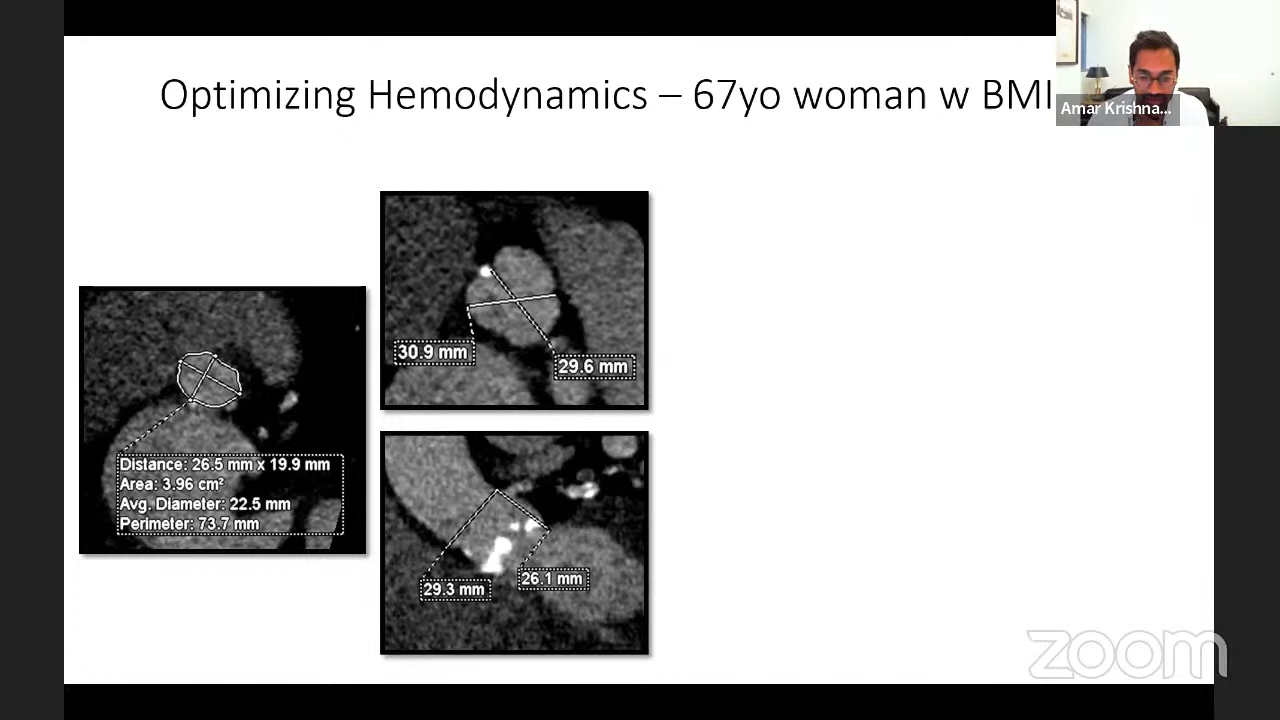 Optimizing Hemodynamics – 67yo woman w BMI
Amar Krishna...
30.9 mm
29.6 mm
Distance: 26.5 mm x 19.9 mm
Area: 3.96 cm²
Avg. Diameter: 22.5 mm
Perimeter: 73.7 mm
29.3 mm
26.1 mm
zoom